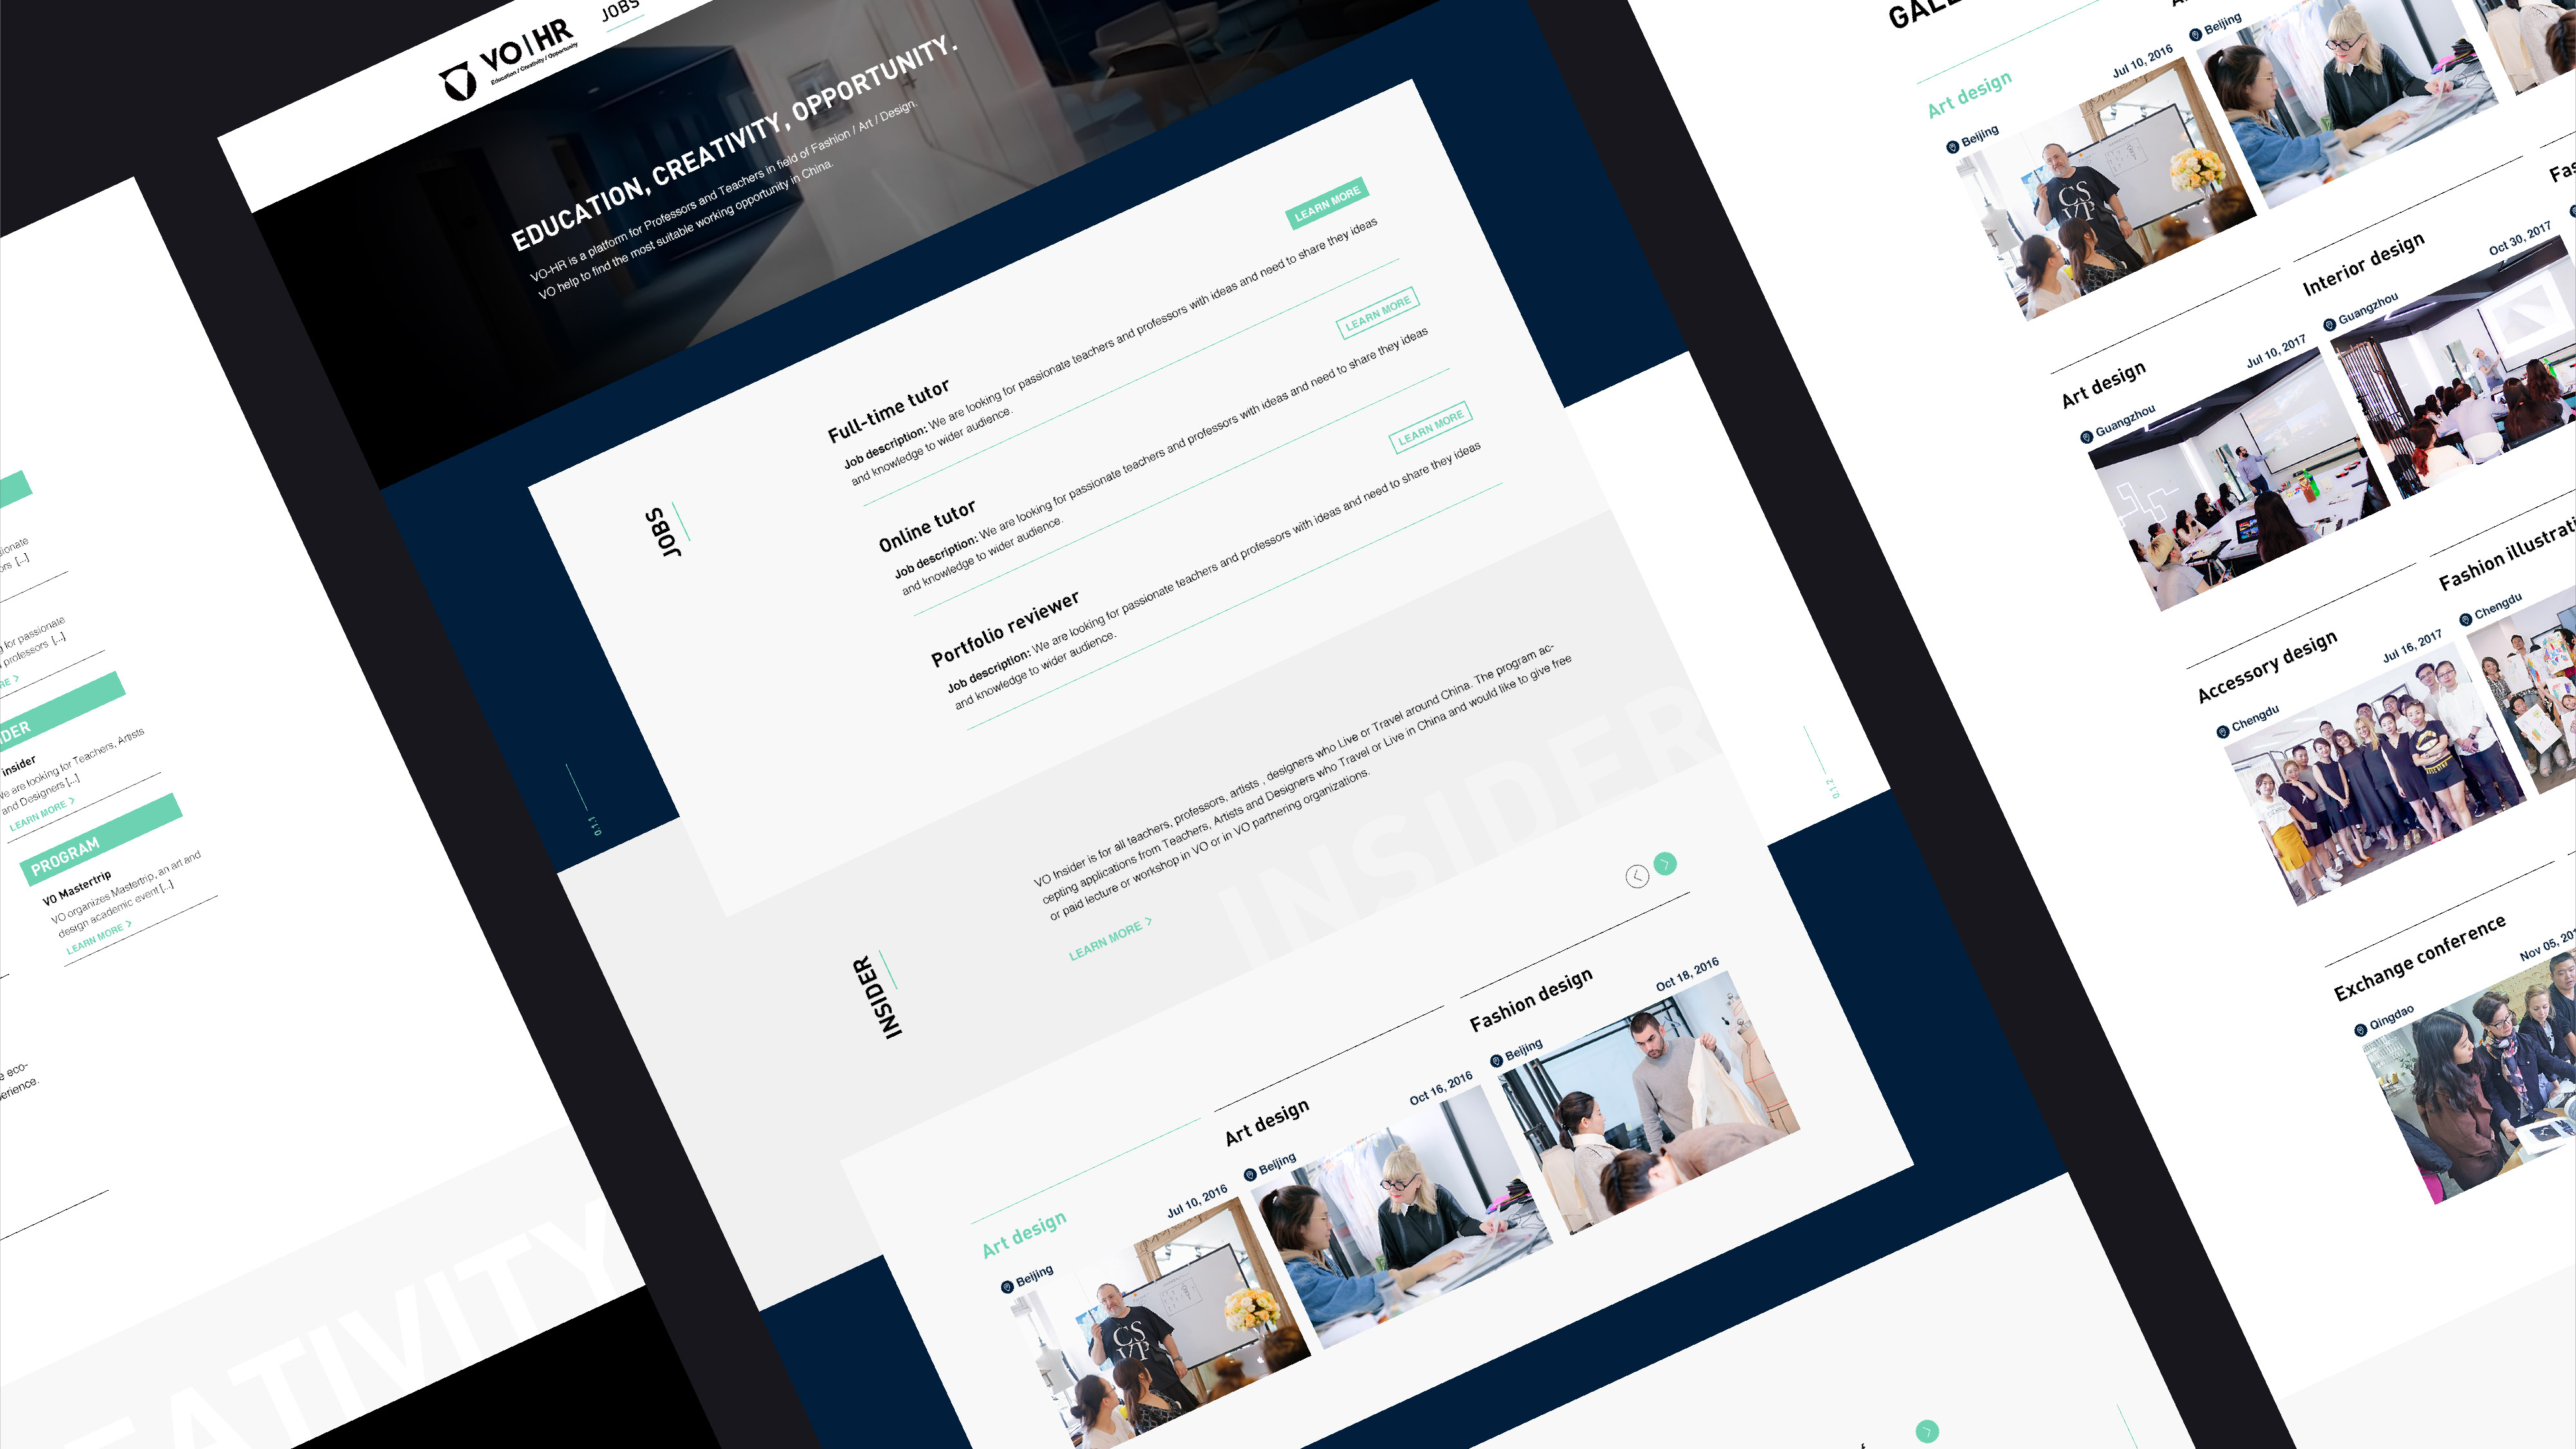 JOBS
VO|HR
Education / Creativity / Opportunity
EDUCATION, CREATIVITY, OPPORTUNITY.
VO-HR is a platform for Professors and Teachers in field of Fashion / Art / Design.
VO help to find the most suitable working opportunity in China.
JOBS
LEARN MORE
Full-time tutor
Job description: We are looking for passionate teachers and professors with ideas and need to share they ideas
and knowledge to wider audience.
LEARN MORE
Online tutor
Job description: We are looking for passionate teachers and professors with ideas and need to share they ideas
and knowledge to wider audience.
LEARN MORE
Portfolio reviewer
Job description: We are looking for passionate teachers and professors with ideas and need to share they ideas
and knowledge to wider audience.
0.1.1
0.1.2
INSIDER
INSIDER
VO Insider is for all teachers, professors, artists , designers who Live or Travel around China. The program ac-
cepting applications from Teachers, Artists and Designers who Travel or Live in China and would like to give free
or paid lecture or workshop in VO or in VO partnering organizations.
LEARN MORE >
Art design
Beijing
Jul 10, 2016
CS
VP
Art design
Beijing
Oct 16, 2016
Fashion design
Beijing
Oct 18, 2016
for passionate
professors [...]
insider
We are looking for Teachers, Artists
and Designers [...]
LEARN MORE >
PROGRAM
VO Mastertrip
VO organizes Mastertrip, an art and
design academic event [...]
LEARN MORE >
Art design
Beijing
Jul 10, 2016
CS
VP
Beijing
Art design
Guangzhou
Jul 10, 2017
Interior design
Guangzhou
Oct 30, 2017
Accessory design
Chengdu
Jul 16, 2017
Fashion
Chengdu
Exchange conference
Qingdao
Nov 05,